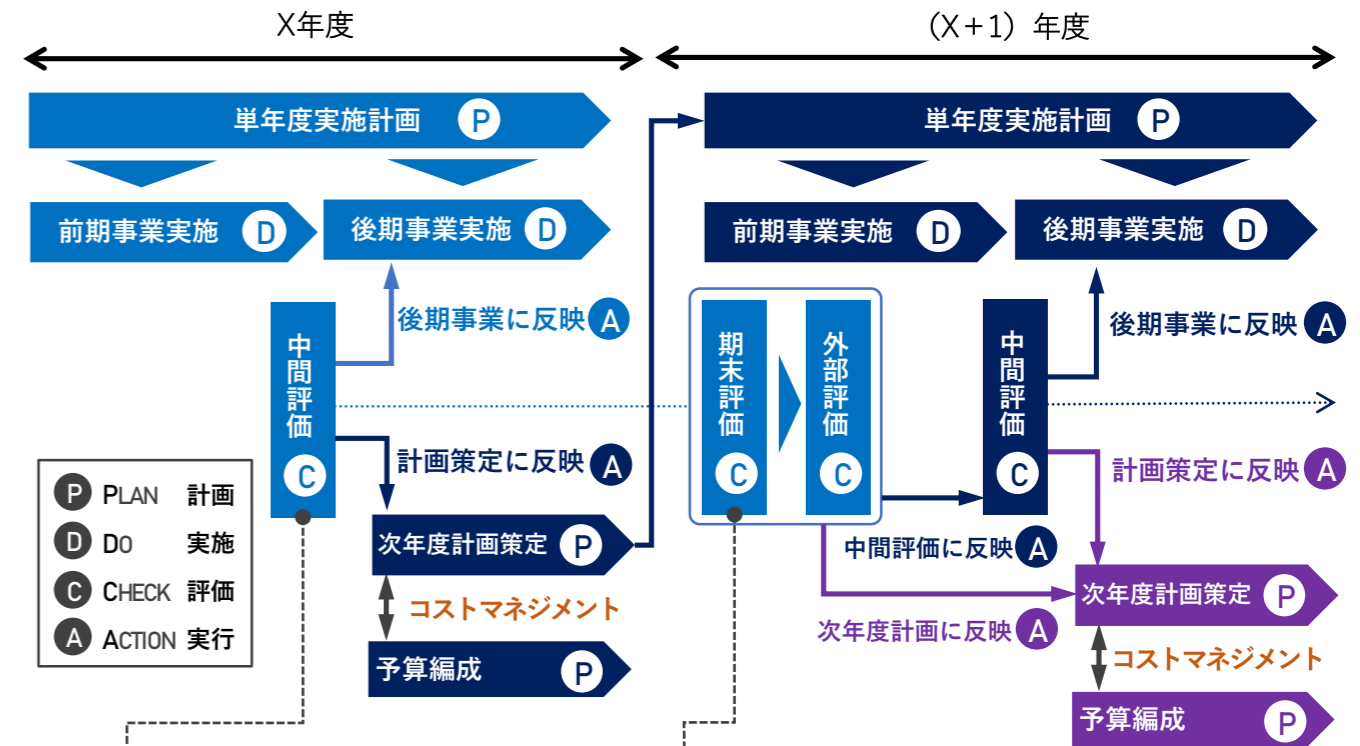 X年度
（X＋1）年度
単年度実施計画 P
前期事業実施 D
後期事業実施 D
後期事業に反映 A
中間評価 C
計画策定に反映 A
次年度計画策定 P
コストマネジメント
予算編成 P
P PLAN 計画
D DO 実施
C CHECK 評価
A ACTION 実行
単年度実施計画 P
前期事業実施 D
後期事業実施 D
期末評価 C
外部評価 C
中間評価 C
後期事業に反映 A
計画策定に反映 A
中間評価に反映 A
次年度計画に反映 A
次年度計画策定 P
コストマネジメント
予算編成 P